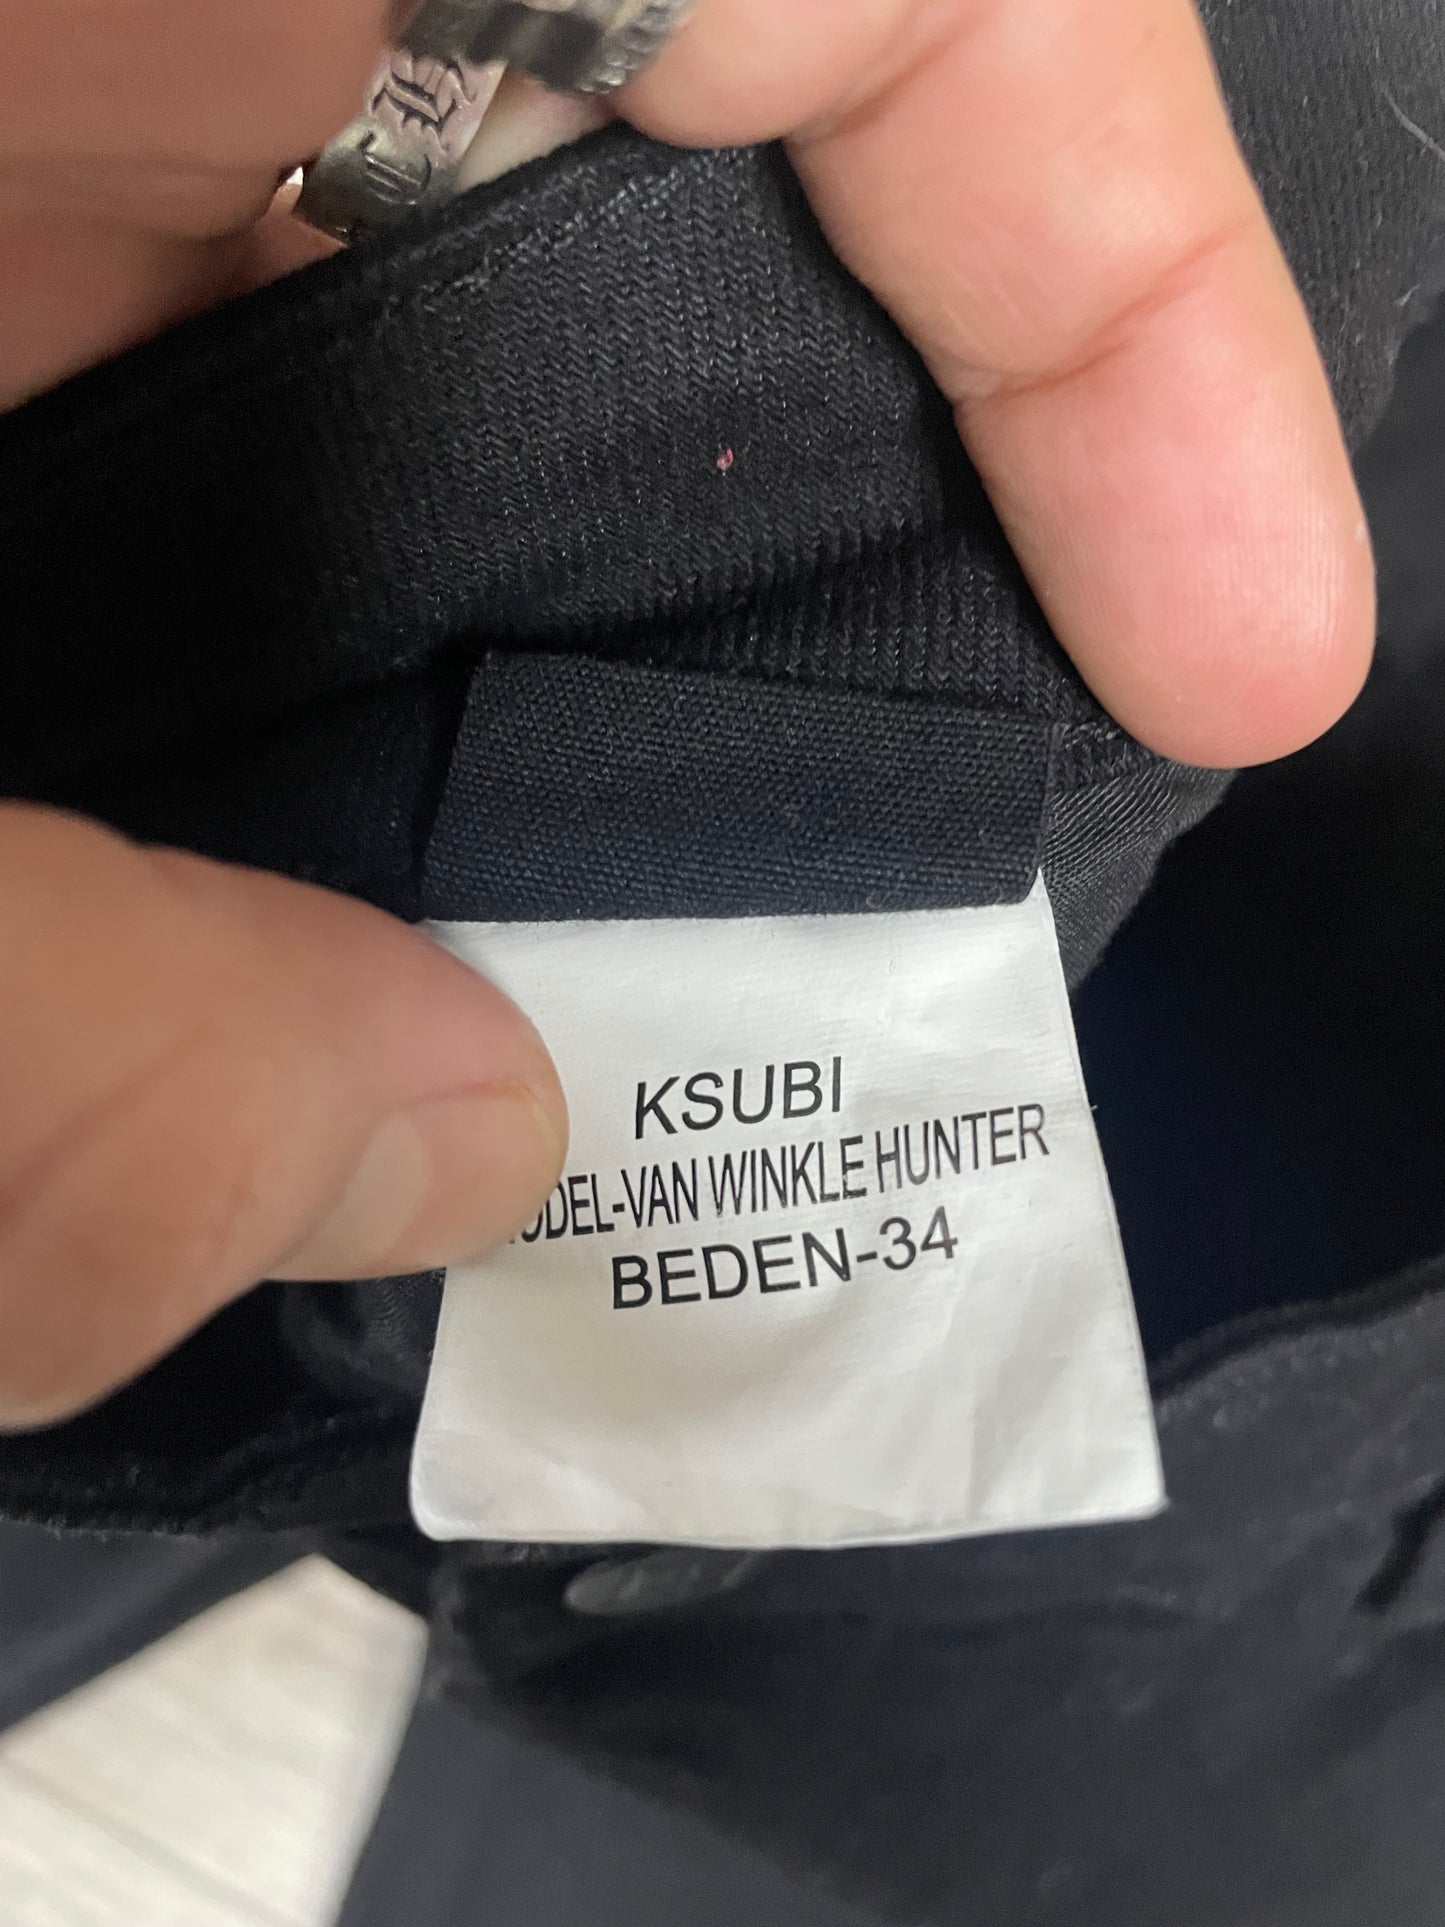 KSUBI
VAN WINKLE HUNTER
BEDEN-34